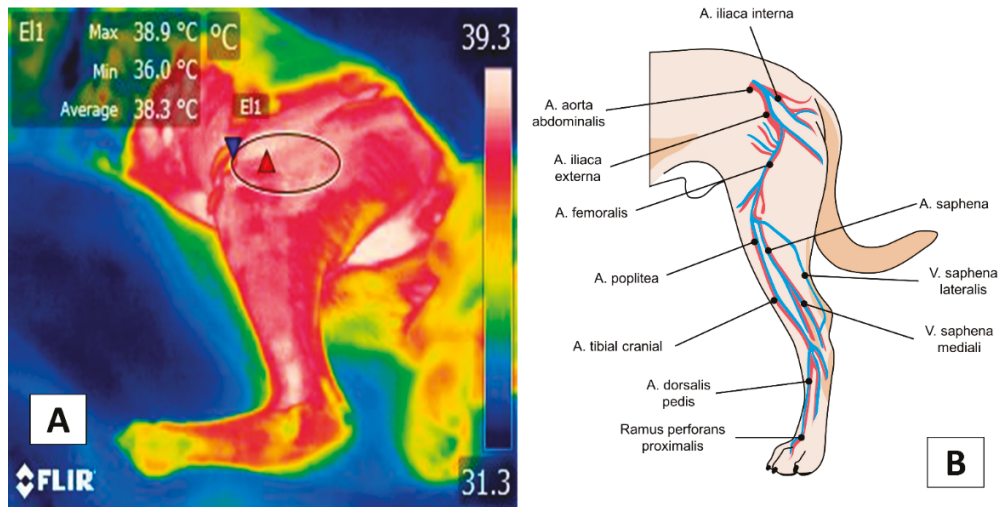 El1
Max 38.9 °C
Min 36.0 °C
Average 38.3 °C
°C
39.3
El1
A
FLIR
31.3
A. iliaca interna
A. aorta
abdominalis
A. iliaca
externa
A. femoralis
A. saphena
A. poplitea
V. saphena
lateralis
A. tibial cranial
V. saphena
mediali
A. dorsalis
pedis
Ramus perforans
proximalis
B